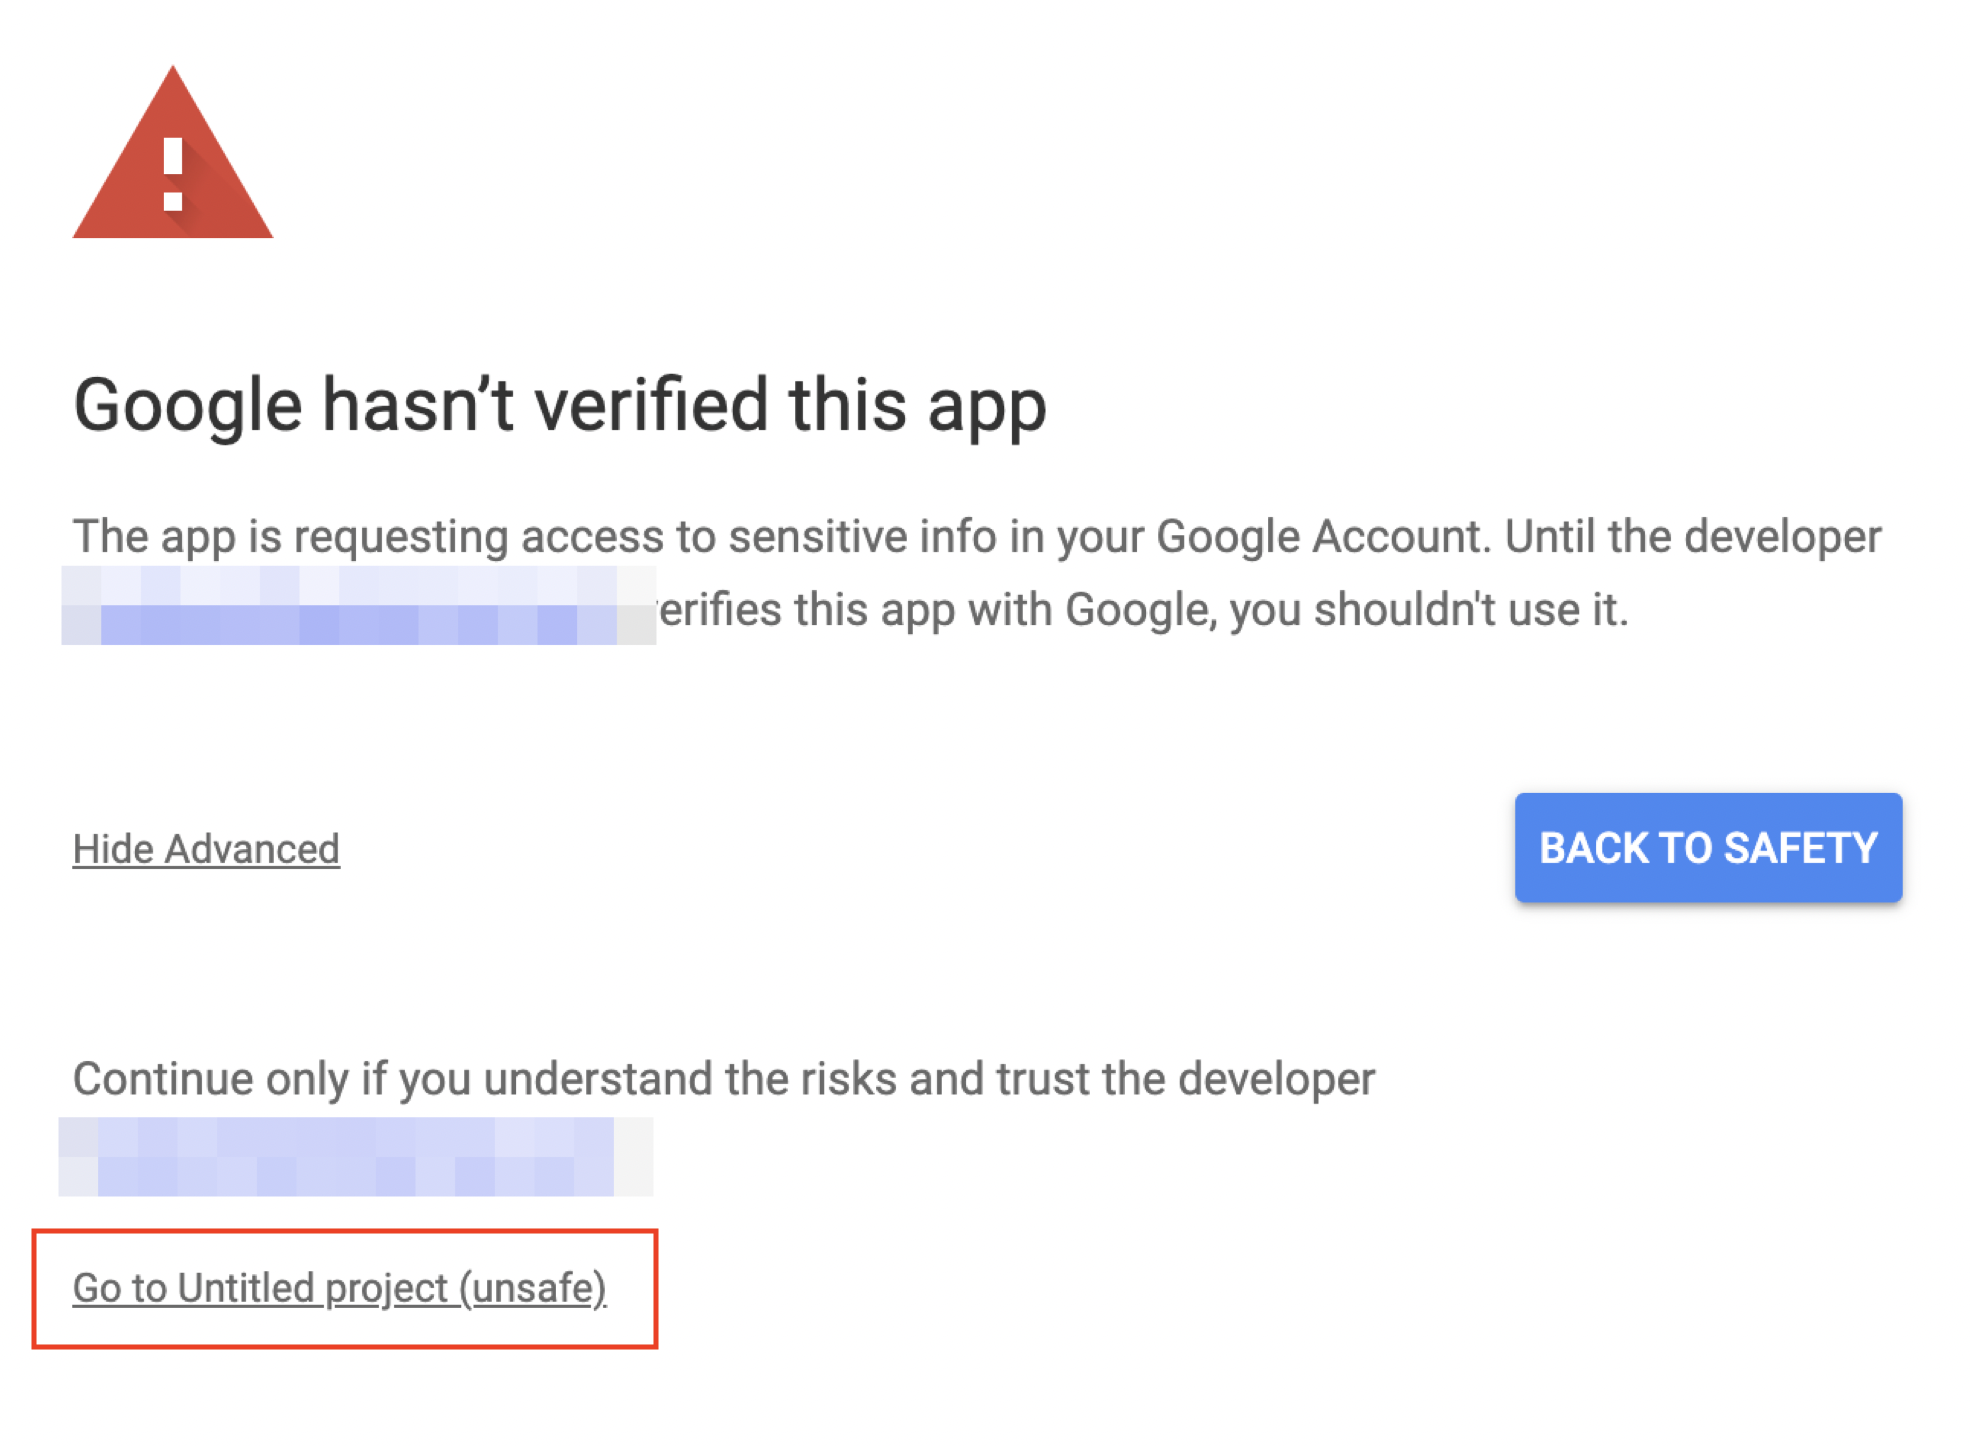 Google hasn’t verified this app
The app is requesting access to sensitive info in your Google Account. Until the developer
erifies this app with Google, you shouldn't use it.
Hide Advanced
BACK TO SAFETY
Continue only if you understand the risks and trust the developer
Go to Untitled project (unsafe)